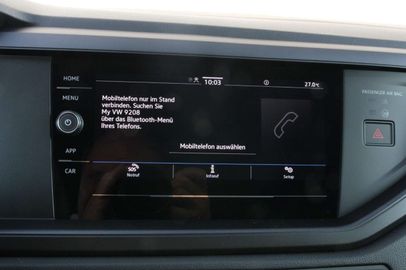 10:03
27.0°C
HOME
MENU
APP
CAR
Mobiltelefon nur im Stand
verbinden. Suchen Sie
My VW 9208
über das Bluetooth-Menü
Ihres Telefons.
Mobiltelefon auswählen
SOS
Notruf
Infoanruf
Setup
PASSENGER AIR BAG